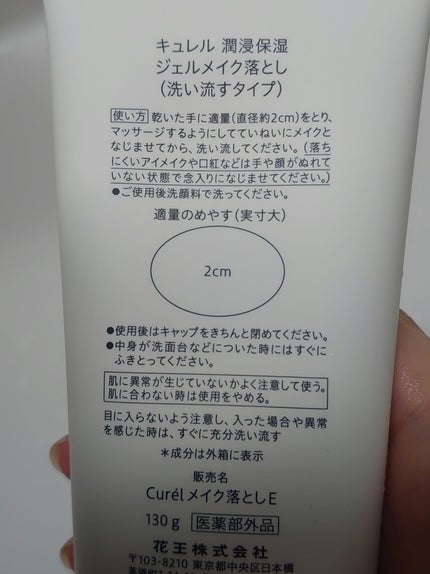 キュレル 潤浸保湿
ジェルメイク落とし
(洗い流すタイプ)
使い方 乾いた手に適量(直径約2cm)をとり、
マッサージするようにしてていねいにメイクと
なじませてから、洗い流してください。(落ち
にくいアイメイクや口紅などは手や顔がぬれて
いない状態で念入りになじませてください。)
●ご使用後洗顔料で洗ってください。
適量のめやす(実寸大)
2cm
●使用後はキャップをきちんと閉めてください。
●中身が洗面台などについた時にはすぐに
ふきとってください。
肌に異常が生じていないかよく注意して使う。
肌に合わない時は使用をやめる。
目に入らないよう注意し、入った場合や異常
を感じた時は、すぐに充分洗い流す
*成分は外箱に表示
販売名
Curél メイク落としE
130g 医薬部外品
花王株式会社
〒103-8210 東京都中央区日本橋